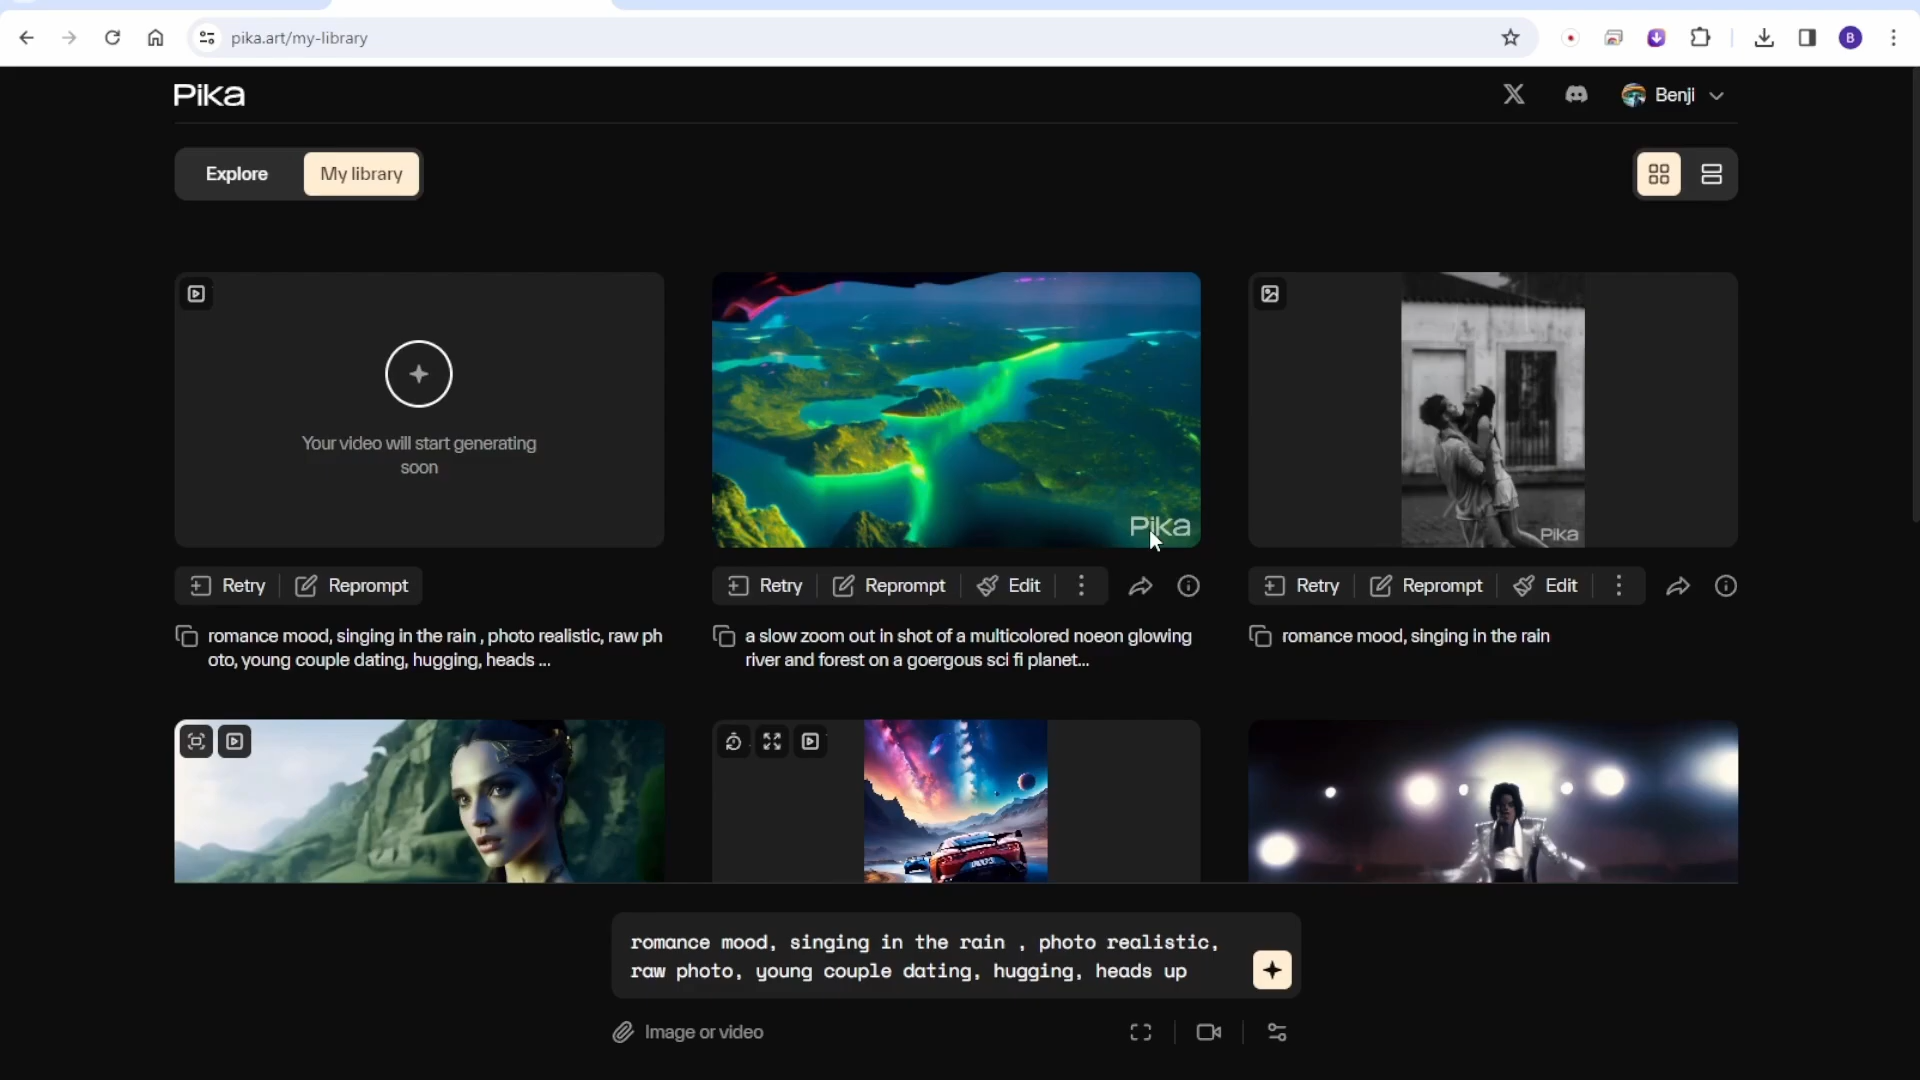 pika.art/my-library
B
Pika
Benji
Explore
My library
Your video will start generating
soon
Pika
Pika
Retry
Reprompt
Retry
Reprompt
Edit
Retry
Reprompt
Edit
romance mood, singing in the rain , photo realistic, raw ph
oto, young couple dating, hugging, heads ...
a slow zoom out in shot of a multicolored noeon glowing
river and forest on a goergous sci fi planet...
romance mood, singing in the rain
romance mood, singing in the rain , photo realistic,
raw photo, young couple dating, hugging, heads up
Image or video